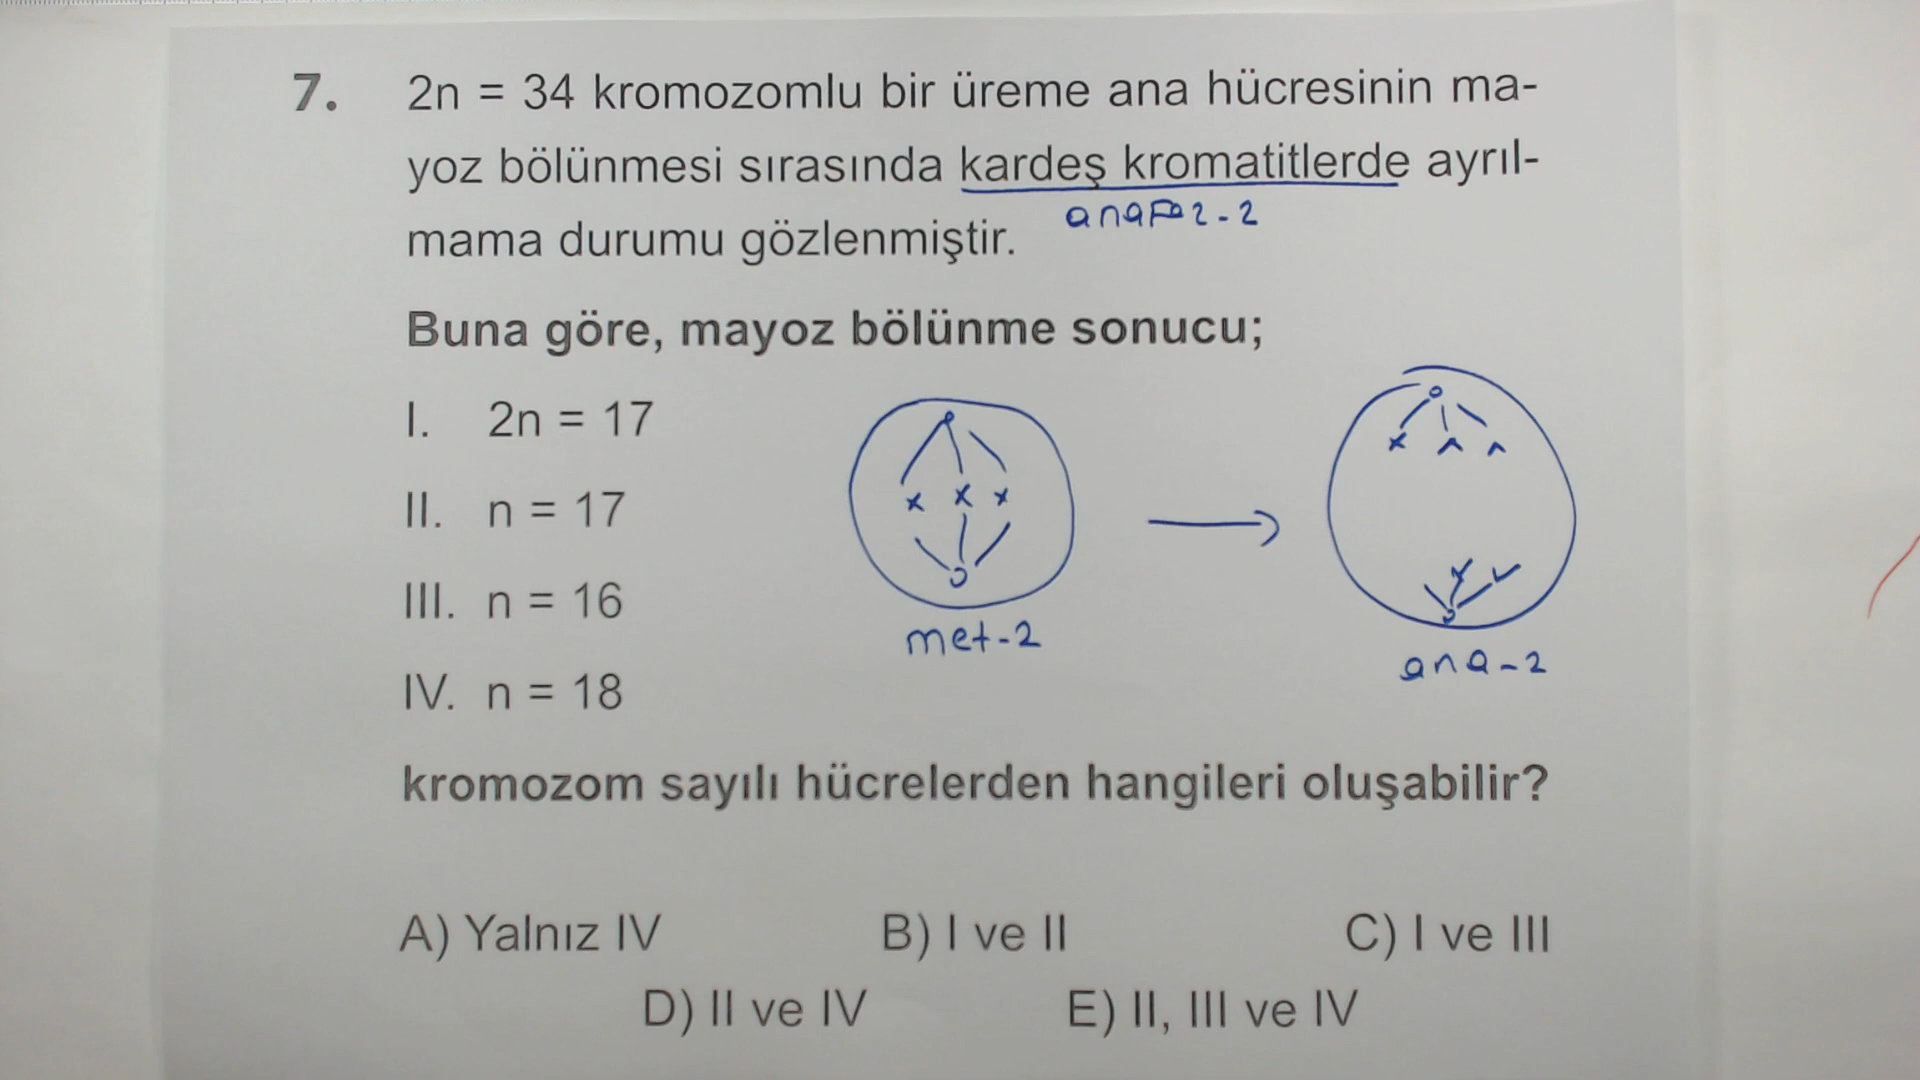 7. 2n = 34 kromozomlu bir üreme ana hücresinin ma-
yoz bölünmesi sırasında kardeş kromatitlerde ayrıl-
anafaz-2
mama durumu gözlenmiştir.
Buna göre, mayoz bölünme sonucu;
I. 2n = 17
II. n = 17
III. n = 16
IV. n = 18
met-2
ana-2
kromozom sayılı hücrelerden hangileri oluşabilir?
A) Yalnız IV B) I ve II C) I ve III
D) II ve IV E) II, III ve IV